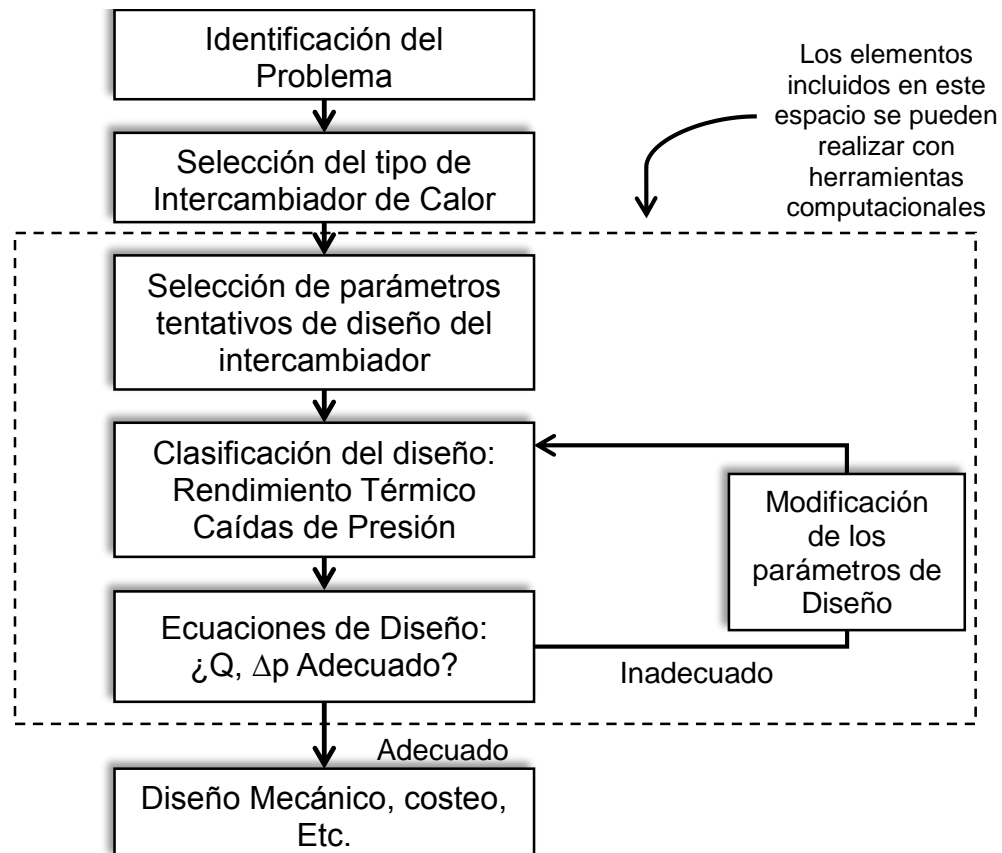 Identificación del
Problema
Los elementos
incluidos en este
espacio se pueden
realizar con
herramientas
computacionales
Selección del tipo de
Intercambiador de Calor
Selección de parámetros
tentativos de diseño del
intercambiador
Clasificación del diseño:
Rendimiento Térmico
Caídas de Presión
Modificación
de los
parámetros de
Diseño
Ecuaciones de Diseño:
¿Q, Δp Adecuado?
Inadecuado
Adecuado
Diseño Mecánico, costeo,
Etc.